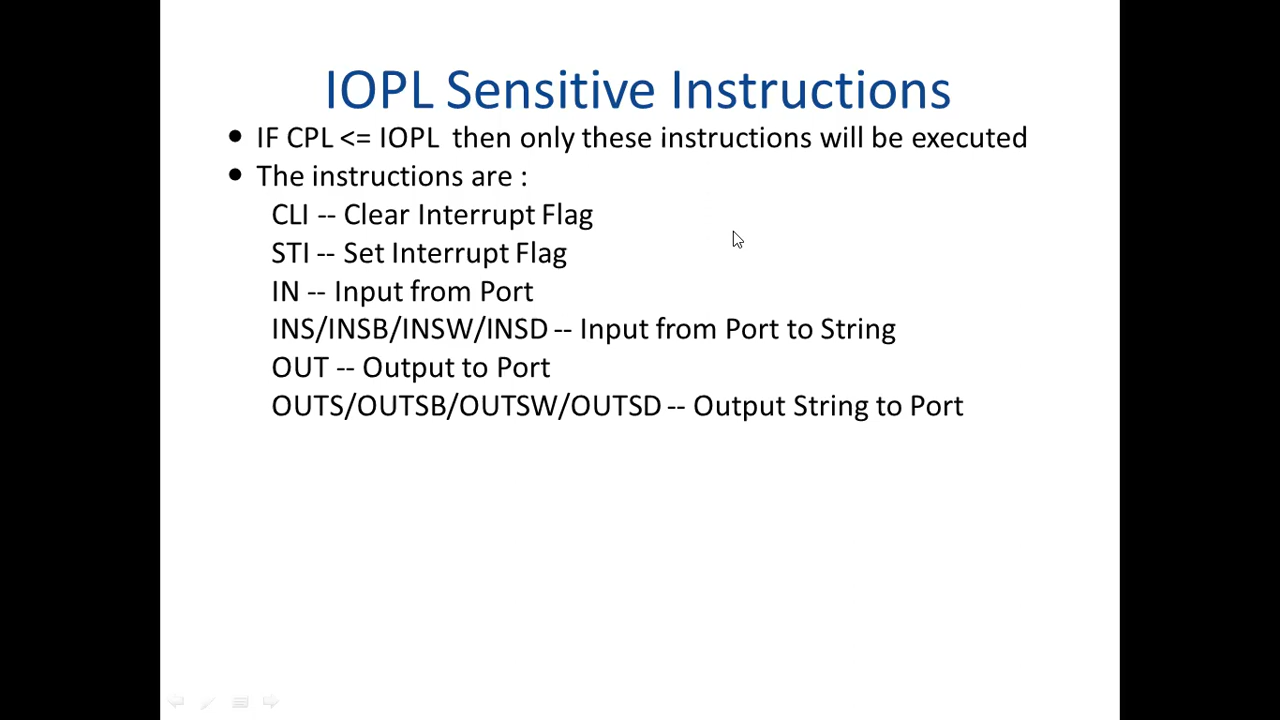 IOPL Sensitive Instructions
• IF CPL <= IOPL then only these instructions will be executed
• The instructions are :
CLI -- Clear Interrupt Flag
STI -- Set Interrupt Flag
IN -- Input from Port
INS/INSB/INSW/INSD -- Input from Port to String
OUT -- Output to Port
OUTS/OUTSB/OUTSW/OUTSD -- Output String to Port